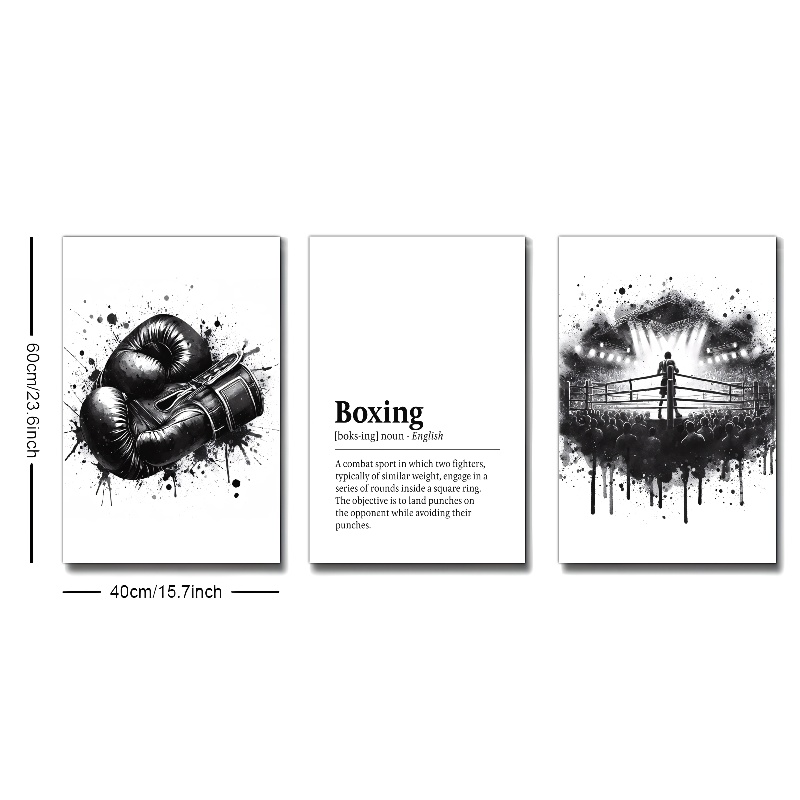 60cm/23.6inch
Boxing
[boks-ing] noun - English
A combat sport in which two fighters,
typically of similar weight, engage in a
series of rounds inside a square ring.
The objective is to land punches on
the opponent while avoiding their
punches.
40cm/15.7inch